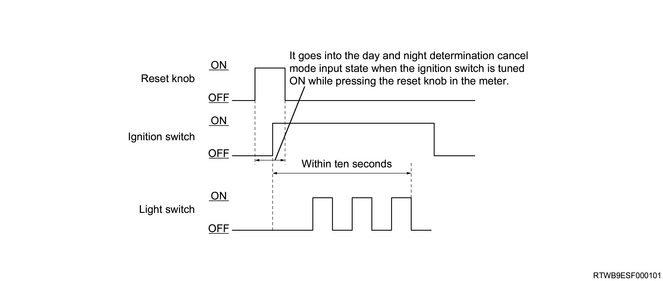 It goes into the day and night determination cancel
mode input state when the ignition switch is tuned
ON while pressing the reset knob in the meter.
Reset knob
ON
OFF
Ignition switch
ON
OFF
Within ten seconds
Light switch
ON
OFF
RTWB9ESF000101